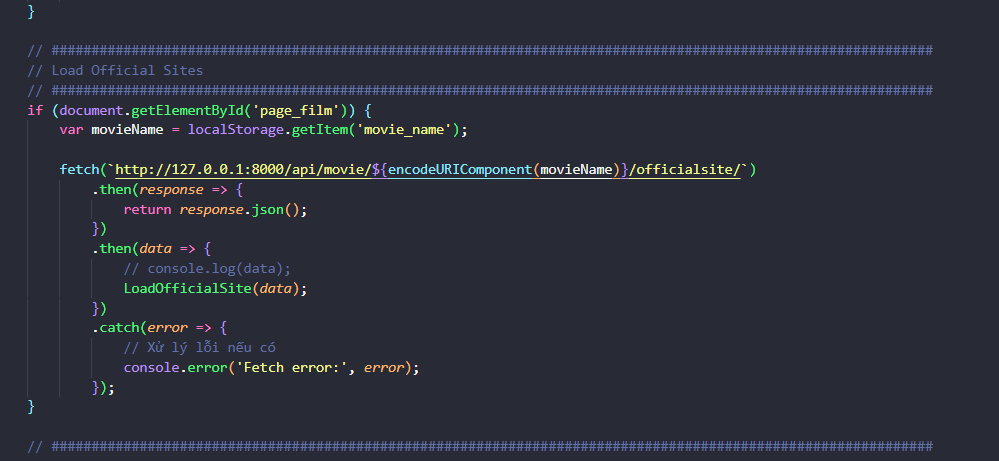 }
// ##############################################################################################################
// Load Official Sites
// ##############################################################################################################
if (document.getElementById('page_film')) {
var movieName = localStorage.getItem('movie_name');
fetch(`http://127.0.0.1:8000/api/movie/${encodeURIComponent(movieName)}/officialsite/`)
.then(response => {
return response.json();
})
.then(data => {
// console.log(data);
LoadOfficialSite(data);
})
.catch(error => {
// Xử lý lỗi nếu có
console.error('Fetch error:', error);
});
}
// ##############################################################################################################